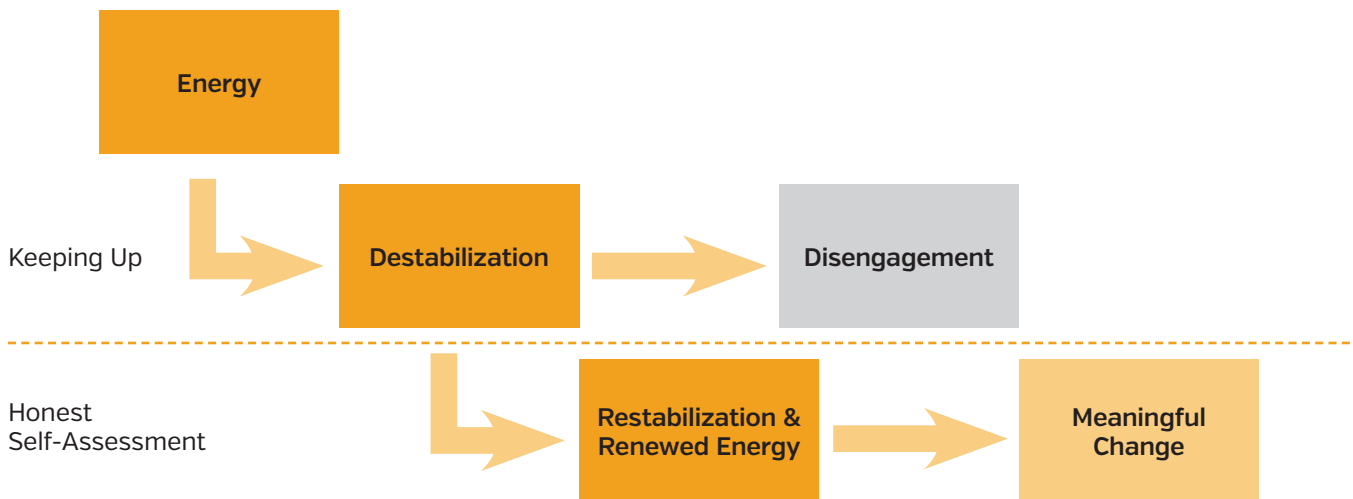 Energy
Keeping Up
Destabilization
Disengagement
Honest
Self-Assessment
Restabilization &
Renewed Energy
Meaningful
Change